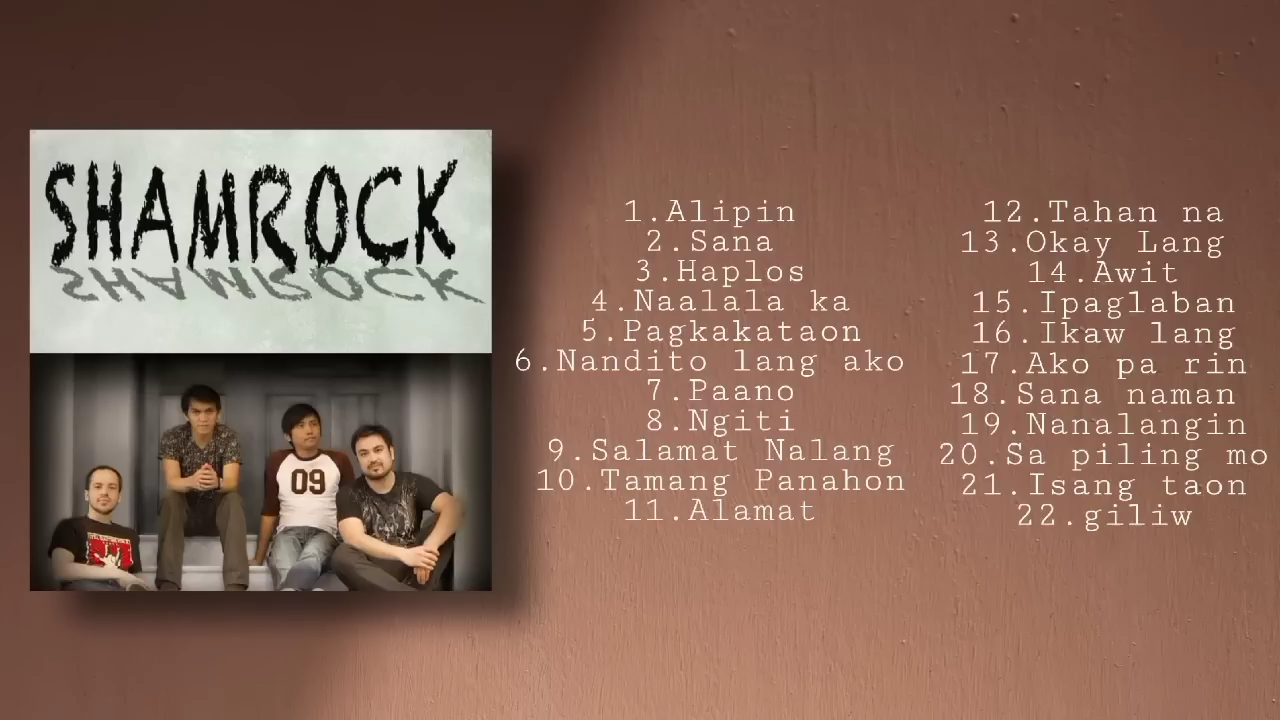 SHAMROCK
SHAMROCK
09
1.Alipin
2.Sana
3.Haplos
4.Naalala ka
5.Pagkakataon
6.Nandito lang ako
7.Paano
8.Ngiti
9.Salamat Nalang
10.Tamang Panahon
11.Alamat
12.Tahan na
13.Okay Lang
14.Awit
15.Ipaglaban
16.Ikaw lang
17.Ako pa rin
18.Sana naman
19.Nanalangin
20.Sa piling mo
21.Isang taon
22.giliw